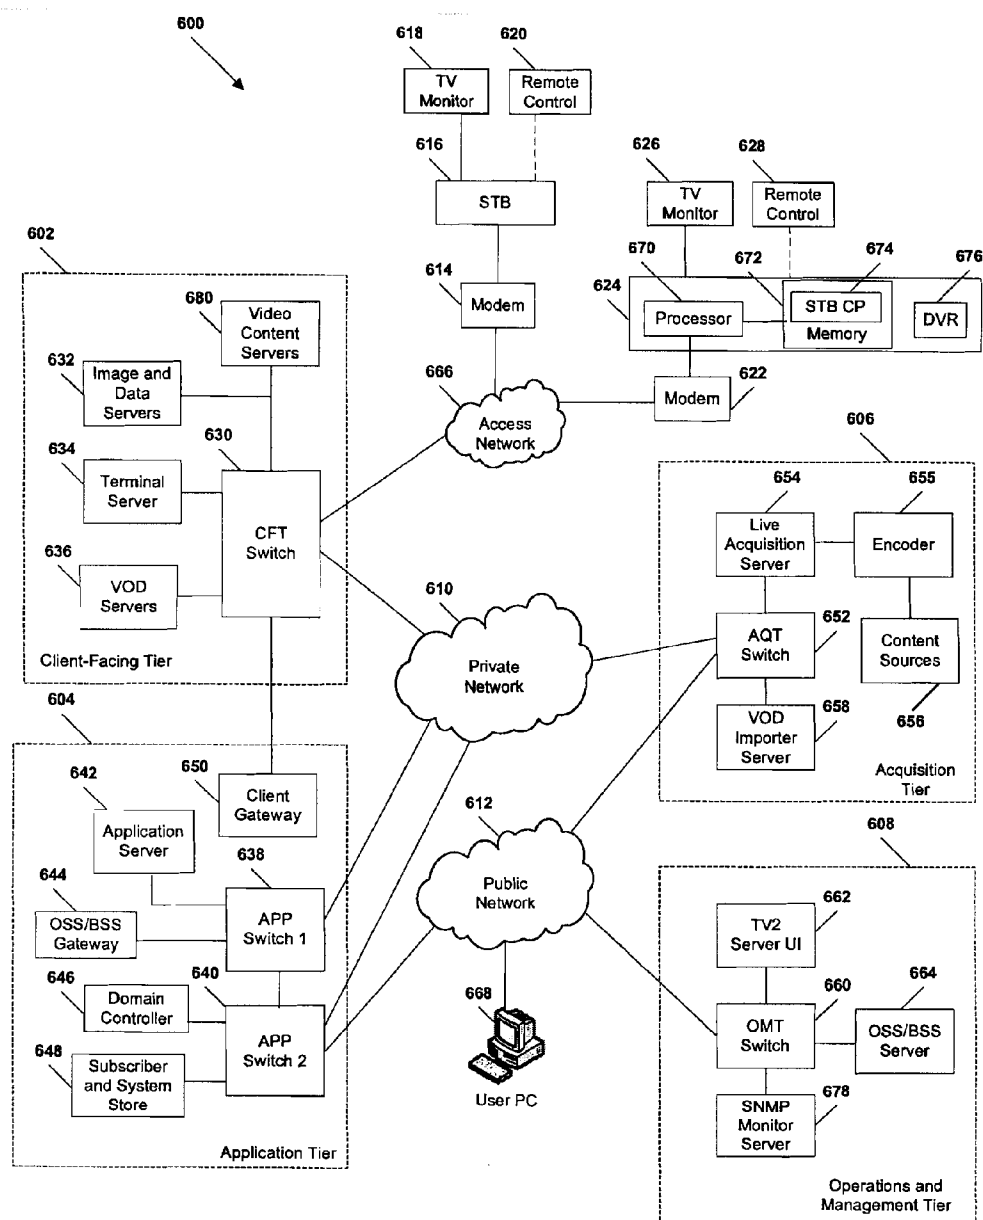 600
618
620
TV
Monitor
Remote
Control
616
STB
626
628
TV
Monitor
Remote
Control
602
614
Modem
670
672
674
676
624
Processor
STB CP
Memory
DVR
680
Video
Content
Servers
632
Image and
Data
Servers
666
Access
Network
Modem
622
634
630
Terminal
Server
CFT
Switch
636
VOD
Servers
Client-Facing Tier
606
654
655
Live
Acquisition
Server
Encoder
610
Private
Network
AQT
Switch
652
Content
Sources
656
VOD
Importer
Server
658
Acquisition
Tier
604
642
650
Client
Gateway
Application
Server
638
644
OSS/BSS
Gateway
APP
Switch 1
646
640
Domain
Controller
648
APP
Switch 2
Subscriber
and System
Store
Application Tier
612
Public
Network
668
User PC
608
662
TV2
Server UI
660
664
OMT
Switch
OSS/BSS
Server
SNMP
Monitor
Server
678
Operations and
Management Tier